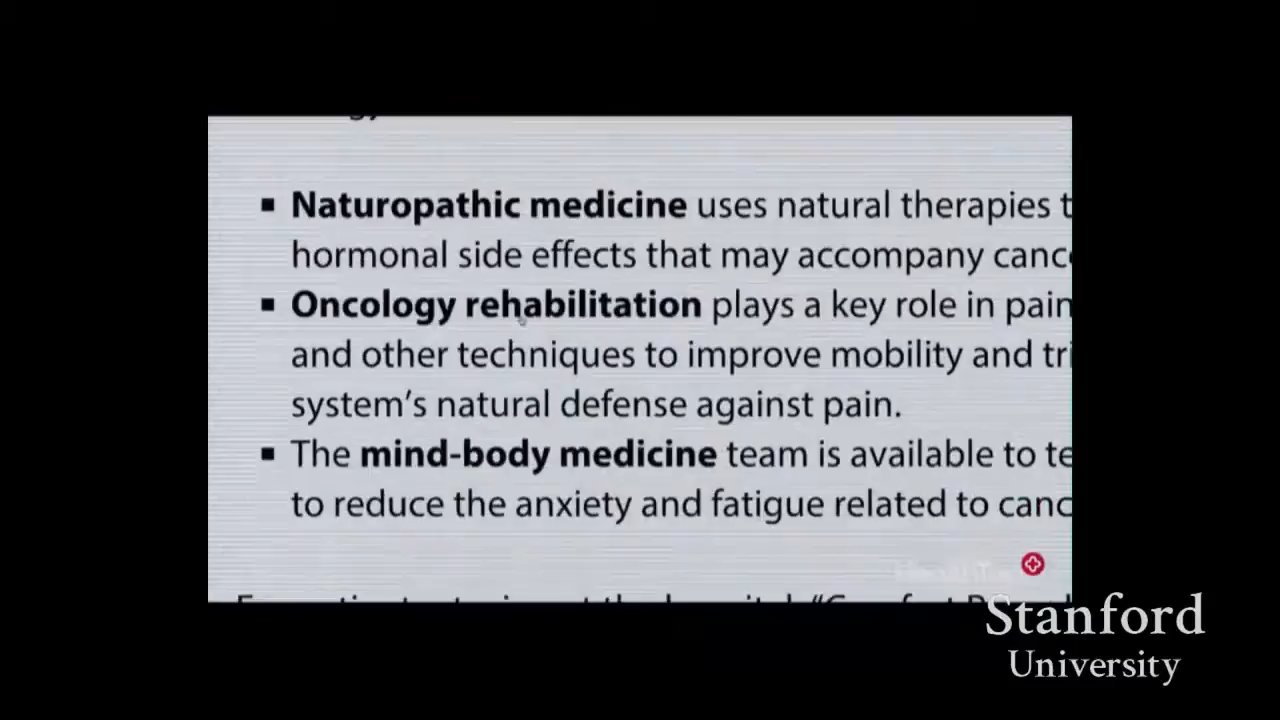 Naturopathic medicine uses natural therapies t
hormonal side effects that may accompany canc
Oncology rehabilitation plays a key role in pain
and other techniques to improve mobility and tri
system's natural defense against pain.
The mind-body medicine team is available to te
to reduce the anxiety and fatigue related to canc
Stanford
University